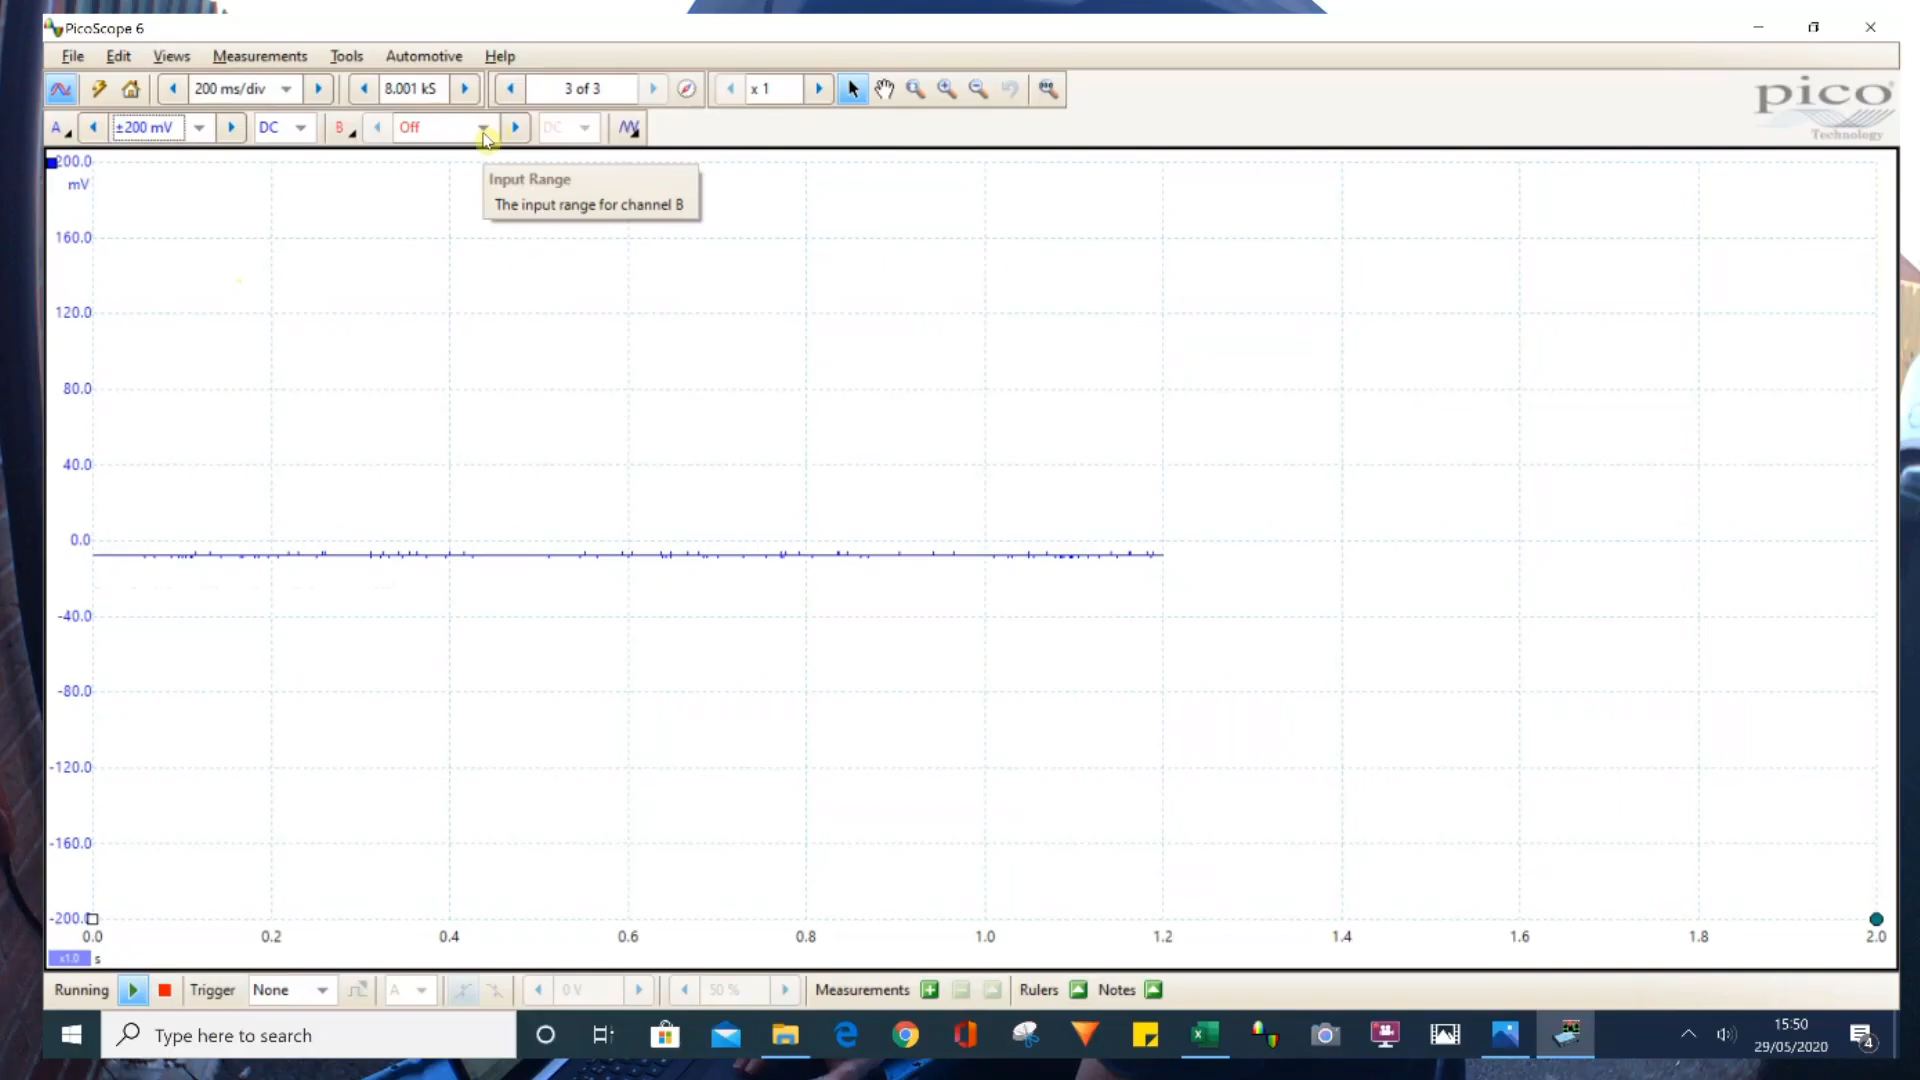 PicoScope 6
File Edit Views Measurements Tools Automotive Help
200 ms/div 8.001 kS 3 of 3 x 1
pico
Technology
A ±200 mV DC B Off DC
Input Range
The input range for channel B
200.0
mV
160.0
120.0
80.0
40.0
0.0
-40.0
-80.0
-120.0
-160.0
-200.0
0.0 0.2 0.4 0.6 0.8 1.0 1.2 1.4 1.6 1.8 2.0
x1.0 s
Running Trigger None A 0 V 50 % Measurements Rulers Notes
Type here to search
15:50
29/05/2020
4